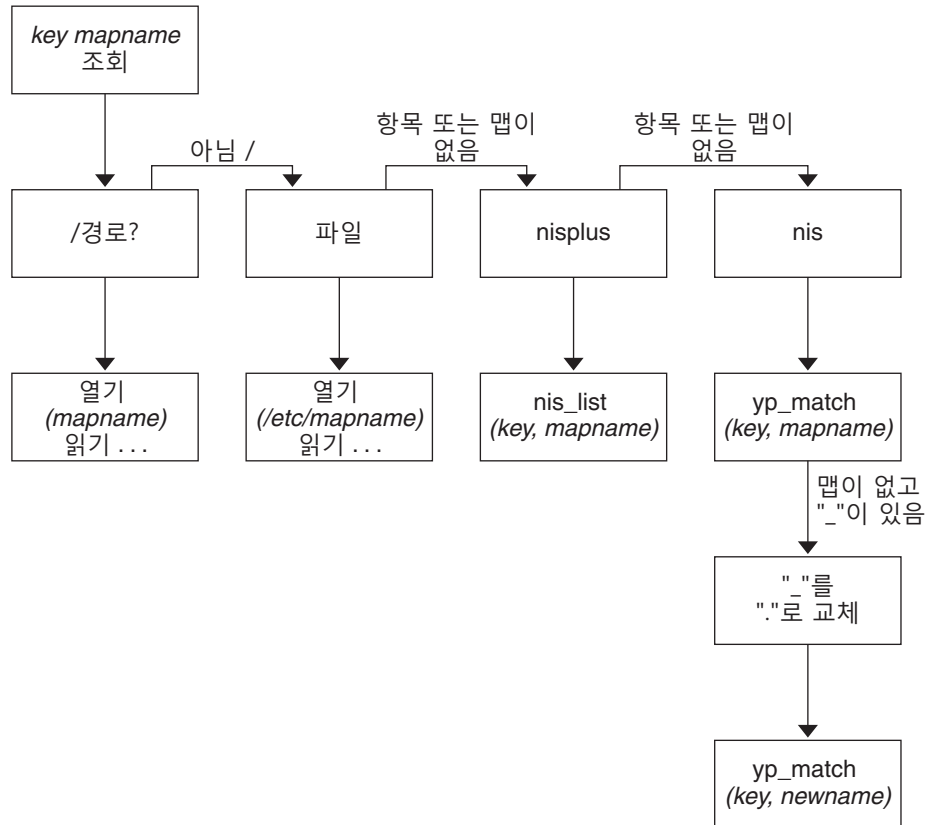 key mapname
조회
아님 /
항목 또는 맵이
없음
항목 또는 맵이
없음
/경로?
파일
nisplus
nis
열기
(mapname)
읽기 . . .
열기
(/etc/mapname)
읽기 . . .
nis_list
(key, mapname)
yp_match
(key, mapname)
맵이 없고
"_"이 있음
"_"를
"."로 교체
yp_match
(key, newname)